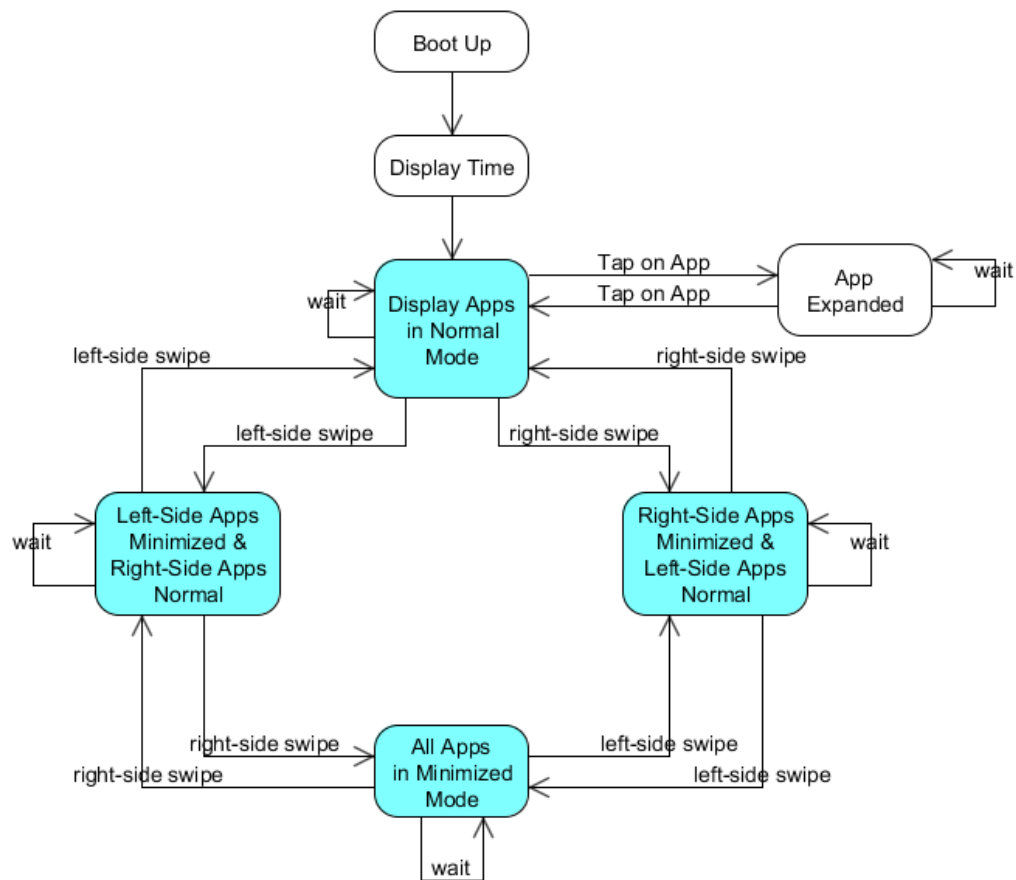 Boot Up
Display Time
Tap on App
Tap on App
App
Expanded
wait
wait
Display Apps
in Normal
Mode
left-side swipe
right-side swipe
left-side swipe
right-side swipe
Left-Side Apps
Minimized &
Right-Side Apps
Normal
wait
Right-Side Apps
Minimized &
Left-Side Apps
Normal
wait
right-side swipe
right-side swipe
All Apps
in Minimized
Mode
left-side swipe
left-side swipe
wait